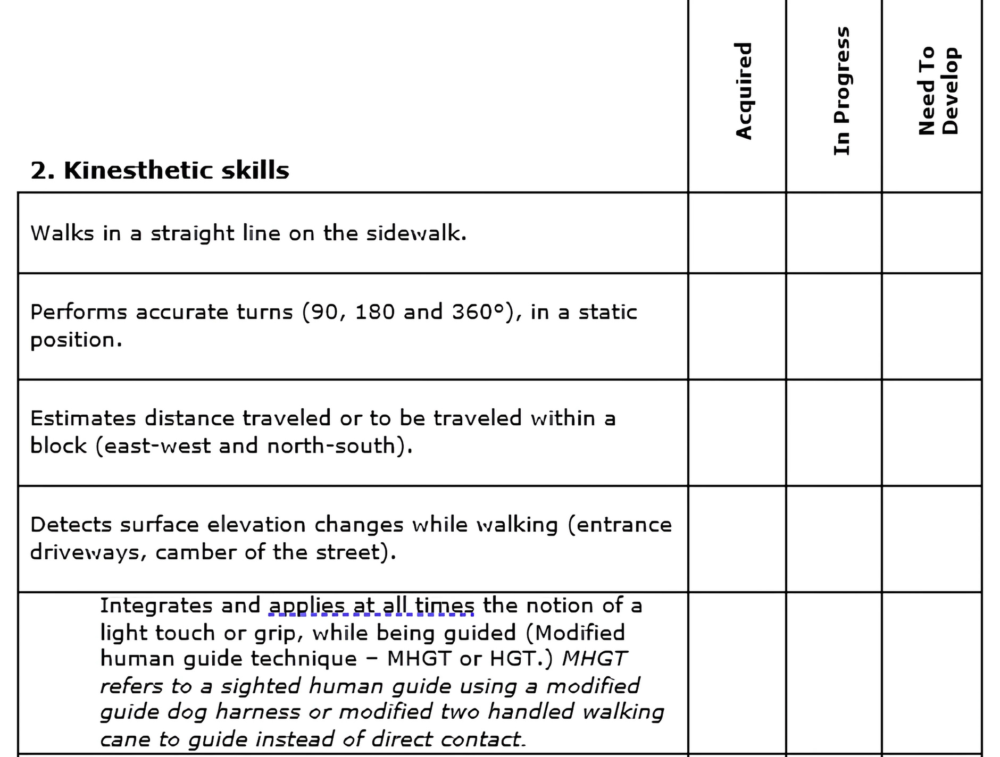 Acquired
In Progress
Need To
Develop
2. Kinesthetic skills
Walks in a straight line on the sidewalk.
Performs accurate turns (90, 180 and 360°), in a static
position.
Estimates distance traveled or to be traveled within a
block (east-west and north-south).
Detects surface elevation changes while walking (entrance
driveways, camber of the street).
Integrates and applies at all times the notion of a
light touch or grip, while being guided (Modified
human guide technique – MHGT or HGT.) MHGT
refers to a sighted human guide using a modified
guide dog harness or modified two handled walking
cane to guide instead of direct contact.